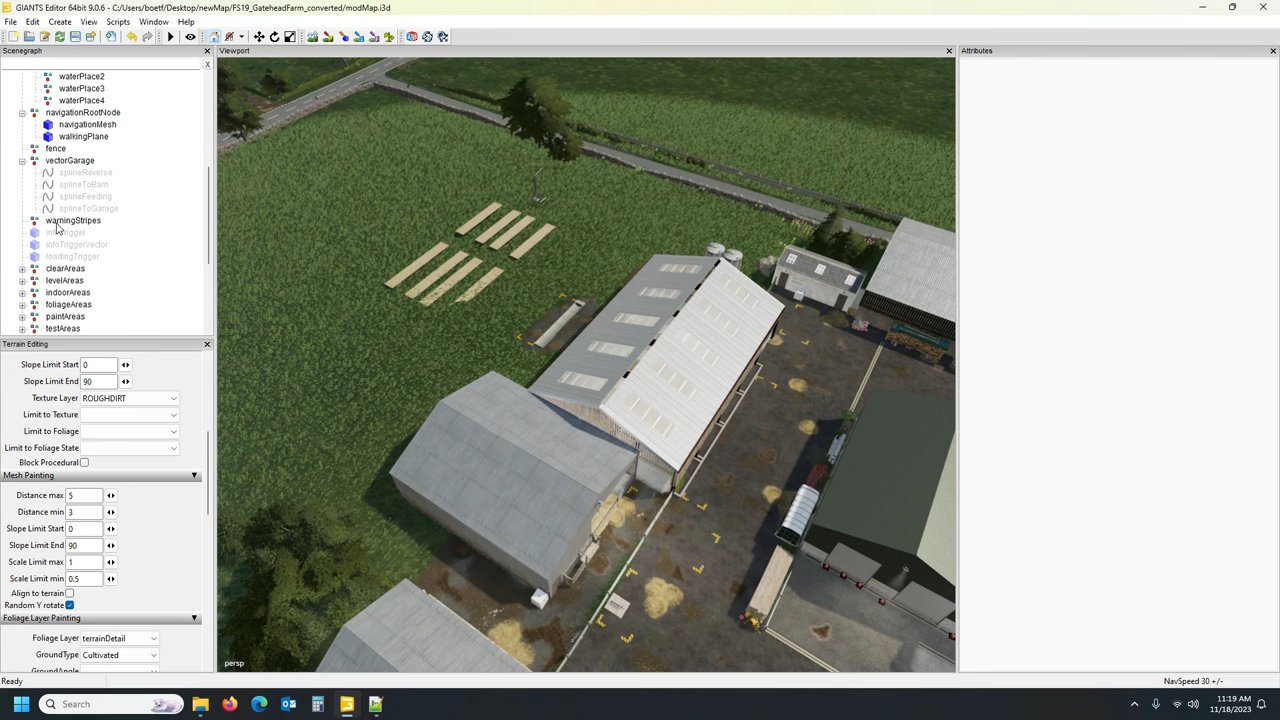 GIANTS Editor 64bit v9.0.6 - C:/Users/boetf/Desktop/newMap/FS19_GateheadFarm_converted/modMap.i3d
File Edit Create View Scripts Window Help
Scenegraph
Viewport
Attributes
X
waterPlace2
waterPlace3
waterPlace4
navigationRootNode
navigationMesh
walkingPlane
fence
vectorGarage
splineReverse
splineToBarn
splineFeeding
splineToGarage
warningStripes
infoTrigger
infoTriggerVector
loadingTrigger
clearAreas
levelAreas
indoorAreas
foliageAreas
paintAreas
testAreas
Terrain Editing
Slope Limit Start 0
Slope Limit End 90
Texture Layer ROUGHDIRT
Limit to Texture
Limit to Foliage
Limit to Foliage State
Block Procedural
Mesh Painting
Distance max 5
Distance min 3
Slope Limit Start 0
Slope Limit End 90
Scale Limit max 1
Scale Limit min 0.5
Align to terrain
Random Y rotate
Foliage Layer Painting
Foliage Layer terrainDetail
GroundType Cultivated
GroundAngle
persp
Ready
NavSpeed 30 +/-
Search
11:19 AM
11/18/2023